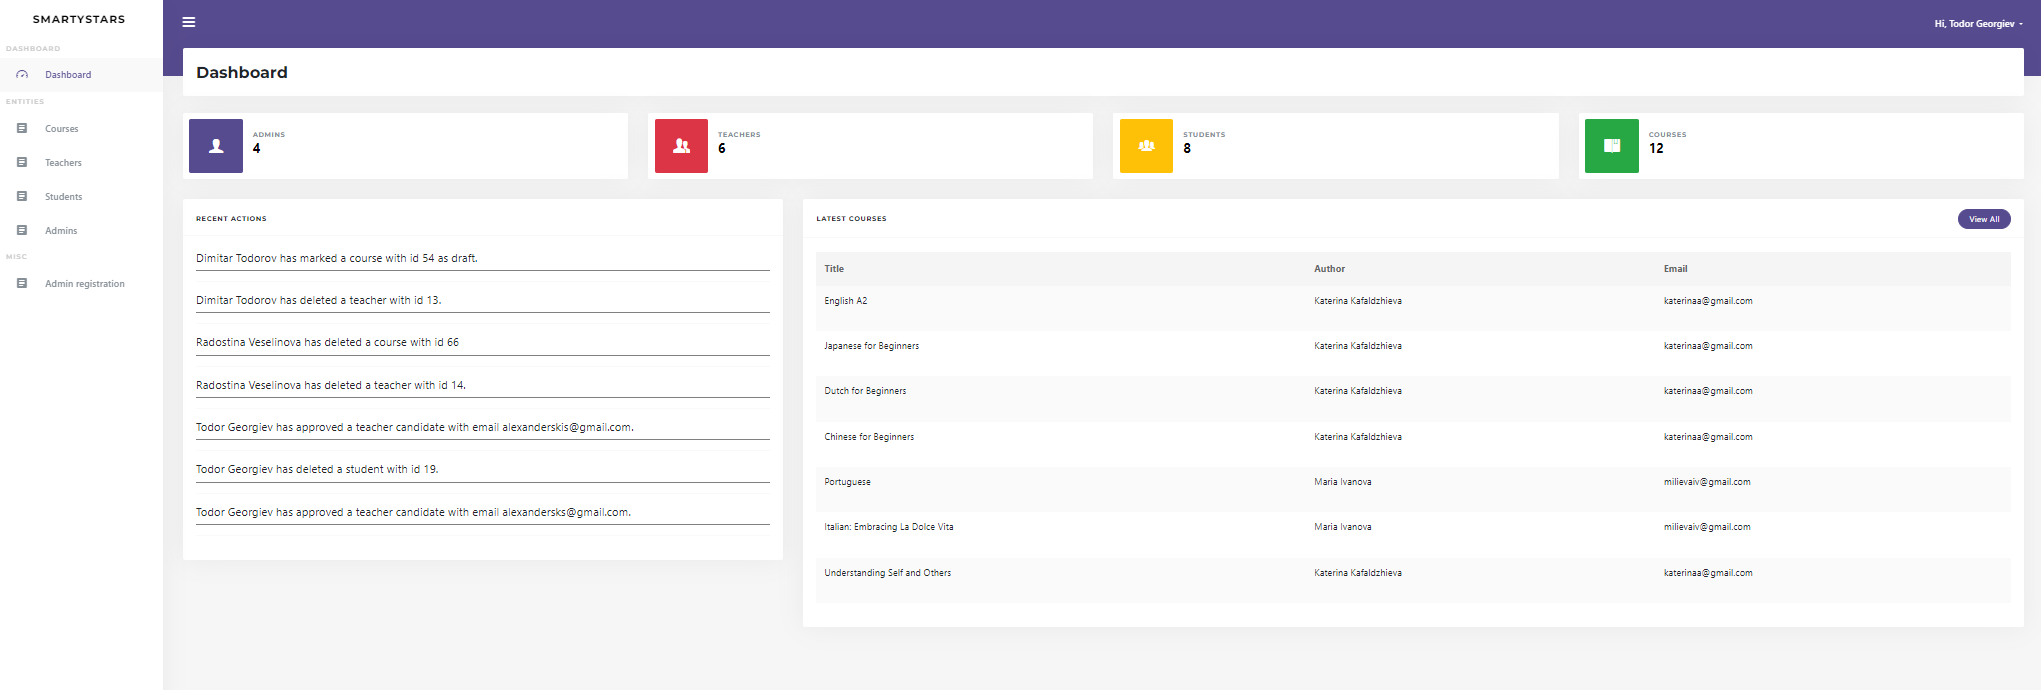 SMARTYSTARS
Hi, Todor Georgiev
DASHBOARD
Dashboard
ENTITIES
Courses
Teachers
Students
Admins
MISC
Admin registration
Dashboard
ADMINS
4
TEACHERS
6
STUDENTS
8
COURSES
12
RECENT ACTIONS
Dimitar Todorov has marked a course with id 54 as draft.
Dimitar Todorov has deleted a teacher with id 13.
Radostina Veselinova has deleted a course with id 66
Radostina Veselinova has deleted a teacher with id 14.
Todor Georgiev has approved a teacher candidate with email alexanderskis@gmail.com.
Todor Georgiev has deleted a student with id 19.
Todor Georgiev has approved a teacher candidate with email alexandersks@gmail.com.
LATEST COURSES
View All
Title Author Email
English A2 Katerina Kafaldzhieva katerinaa@gmail.com
Japanese for Beginners Katerina Kafaldzhieva katerinaa@gmail.com
Dutch for Beginners Katerina Kafaldzhieva katerinaa@gmail.com
Chinese for Beginners Katerina Kafaldzhieva katerinaa@gmail.com
Portuguese Maria Ivanova milievaiv@gmail.com
Italian: Embracing La Dolce Vita Maria Ivanova milievaiv@gmail.com
Understanding Self and Others Katerina Kafaldzhieva katerinaa@gmail.com